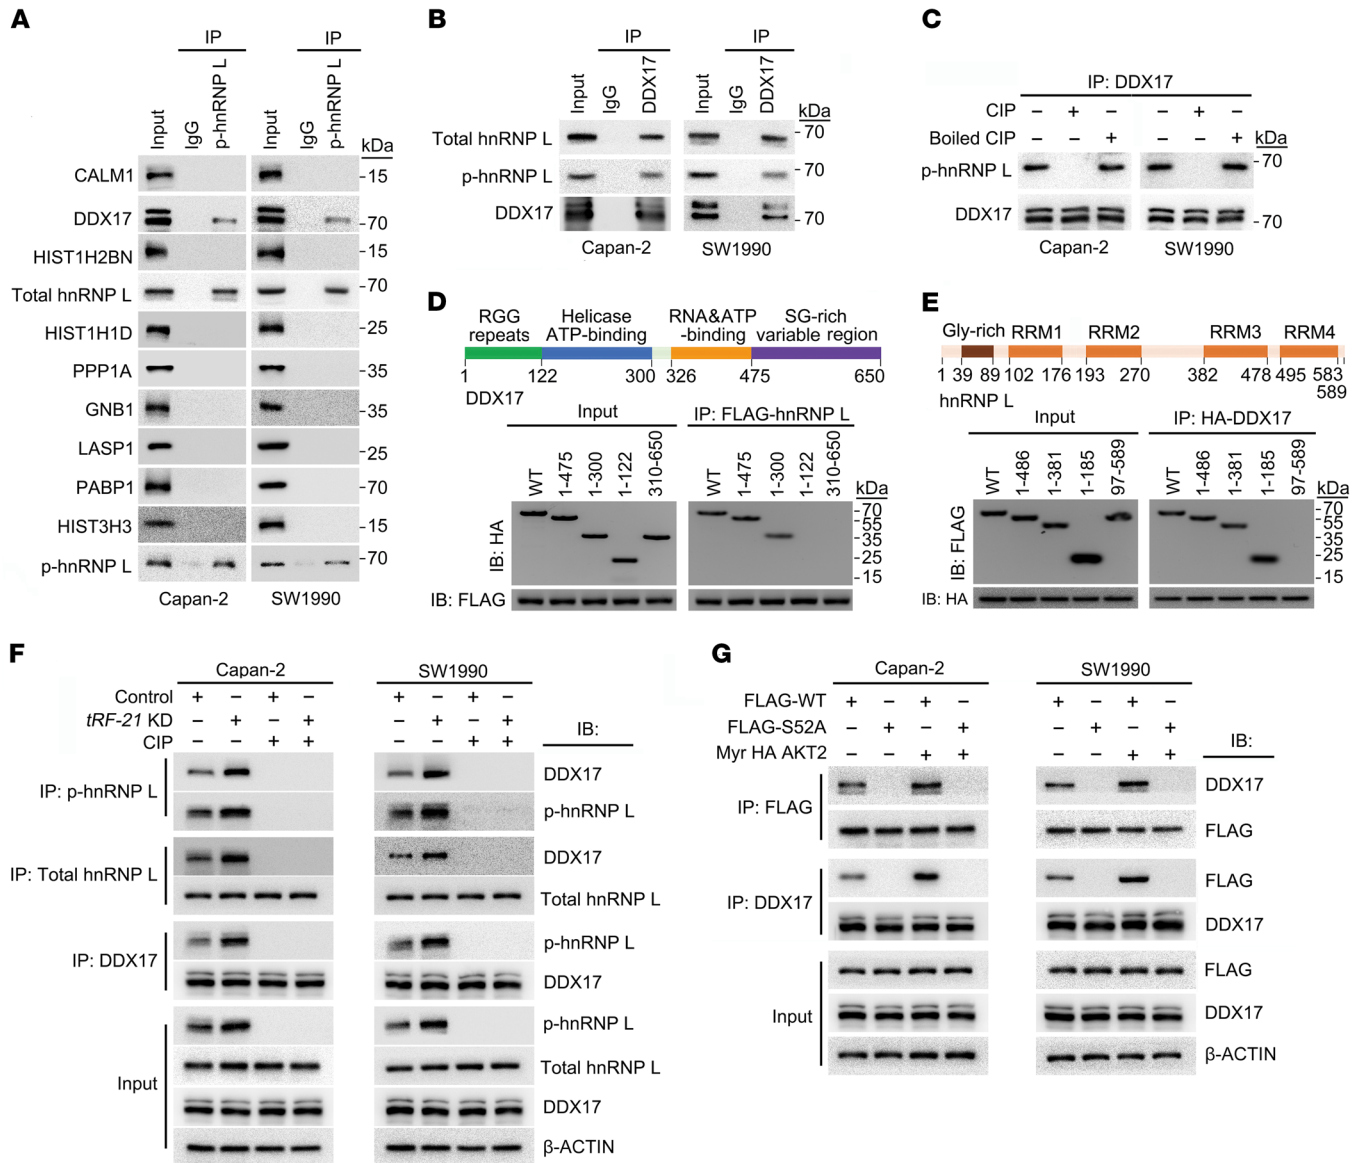 A
IP IP
Input IgG p-hnRNP L Input IgG p-hnRNP L
kDa
CALM1 -15
DDX17 -70
HIST1H2BN -15
Total hnRNP L -70
HIST1H1D -25
PPP1A -35
GNB1 -35
LASP1 -25
PABP1 -70
HIST3H3 -15
p-hnRNP L -70
Capan-2 SW1990
B
IP IP
Input IgG DDX17 Input IgG DDX17
kDa
Total hnRNP L -70
p-hnRNP L -70
DDX17 -70
Capan-2 SW1990
C
IP: DDX17
CIP – + – – + –
Boiled CIP – – + – – + kDa
p-hnRNP L -70
DDX17 -70
Capan-2 SW1990
D
RGG repeats
Helicase ATP-binding
RNA&ATP -binding
SG-rich variable region
1 122 300 326 475 650
DDX17
Input IP: FLAG-hnRNP L
WT 1-475 1-300 1-122 310-650 WT 1-475 1-300 1-122 310-650
kDa
IB: HA
-70
-55
-35
-25
-15
IB: FLAG
E
Gly-rich RRM1 RRM2 RRM3 RRM4
1 39 89 102 176 193 270 382 478 495 583
589
hnRNP L
Input IP: HA-DDX17
WT 1-486 1-381 1-185 97-589 WT 1-486 1-381 1-185 97-589
kDa
IB: FLAG
-70
-55
-35
-25
-15
IB: HA
F
Capan-2 SW1990
Control + – + – + – + –
tRF-21 KD – + – + – + – +
CIP – – + + – – + +
IB:
IP: p-hnRNP L
DDX17
p-hnRNP L
IP: Total hnRNP L
DDX17
Total hnRNP L
IP: DDX17
p-hnRNP L
DDX17
Input
p-hnRNP L
Total hnRNP L
DDX17
β-ACTIN
G
Capan-2 SW1990
FLAG-WT + – + – + – + –
FLAG-S52A – + – + – + – +
Myr HA AKT2 – – + + – – + +
IB:
IP: FLAG
DDX17
FLAG
IP: DDX17
FLAG
DDX17
Input
FLAG
DDX17
β-ACTIN